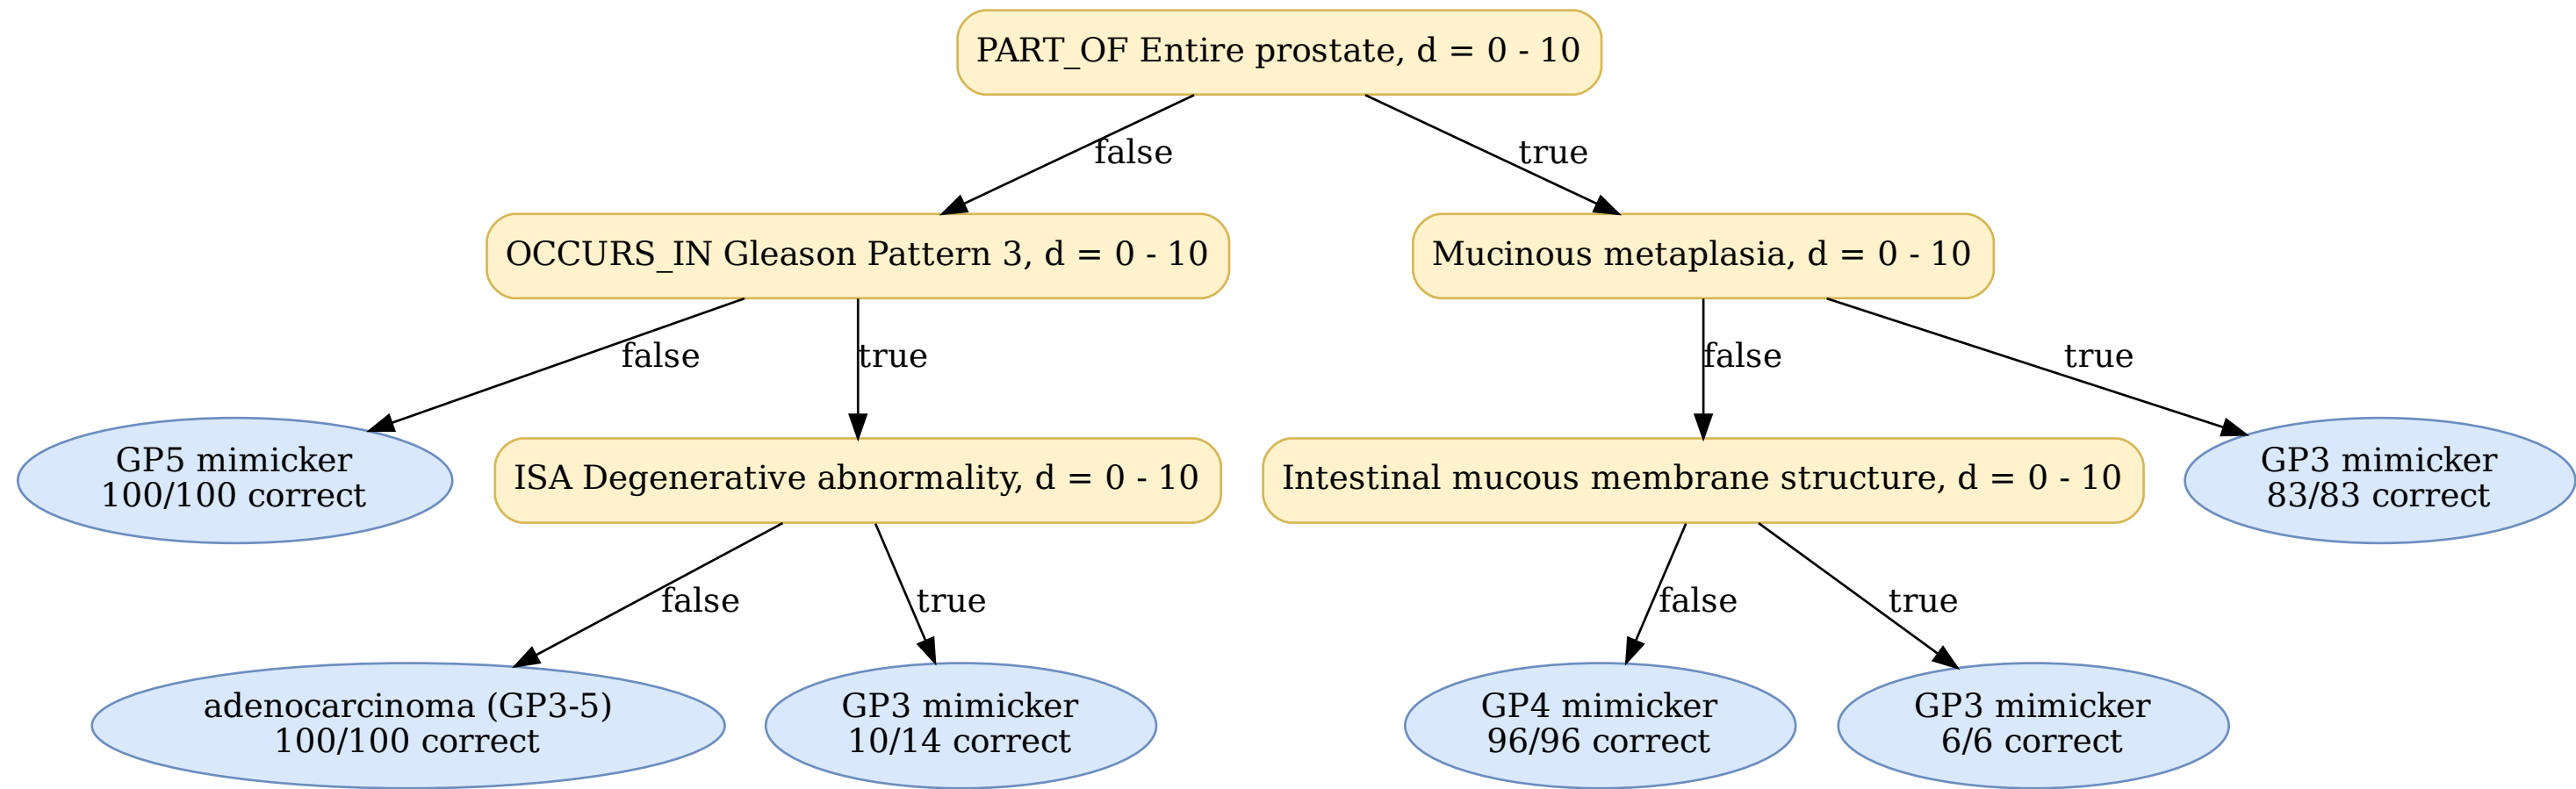 PART_OF Entire prostate, d = 0 - 10
false
true
OCCURS_IN Gleason Pattern 3, d = 0 - 10
Mucinous metaplasia, d = 0 - 10
false
true
false
true
GP5 mimicker
100/100 correct
ISA Degenerative abnormality, d = 0 - 10
Intestinal mucous membrane structure, d = 0 - 10
GP3 mimicker
83/83 correct
false
true
false
true
adenocarcinoma (GP3-5)
100/100 correct
GP3 mimicker
10/14 correct
GP4 mimicker
96/96 correct
GP3 mimicker
6/6 correct